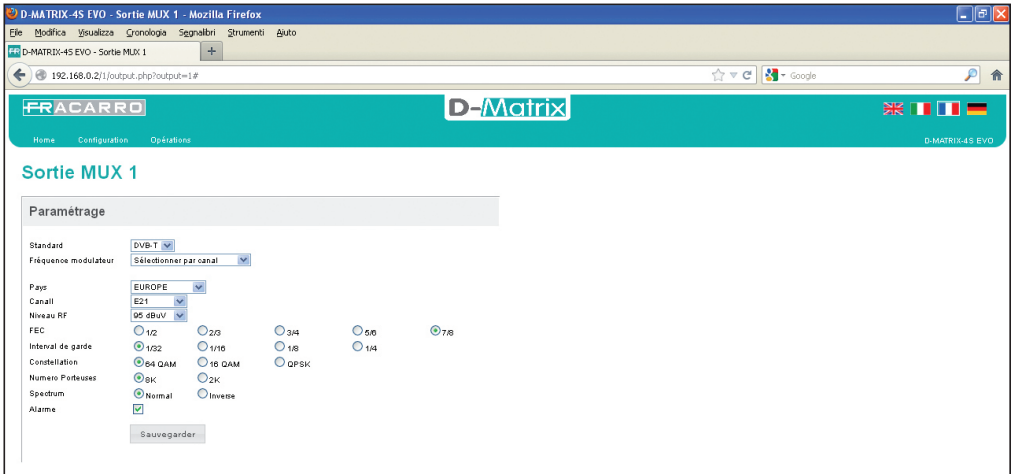 D-MATRIX-4S EVO - Sortie MUX 1 - Mozilla Firefox
File Modifica Visualizza Cronologia Segnalibri Strumenti Aiuto
FR D-MATRIX-4S EVO - Sortie MUX 1 +
192.168.0.2/1/output.php?output=1# Google
FRACARRO D-Matrix
Home Configuration Opérations D-MATRIX-4S EVO
Sortie MUX 1
Paramétrage
Standard DVB-T
Fréquence modulateur Sélectionner par canal
Pays EUROPE
Canall E21
Niveau RF 95 dBuV
FEC 1/2 2/3 3/4 5/6 7/8
Interval de garde 1/32 1/16 1/8 1/4
Constellation 64 QAM 16 QAM QPSK
Numero Porteuses 8K 2K
Spectrum Normal Inverse
Alarme
Sauvegarder